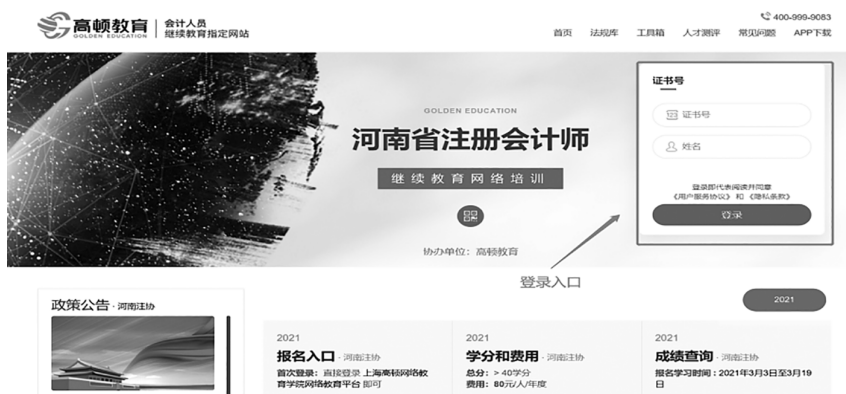 高顿教育
GOLDEN EDUCATION
会计人员
继续教育指定网站
400-999-9083
首页 法规库 工具箱 人才测评 常见问题 APP下载
GOLDEN EDUCATION
河南省注册会计师
继续教育网络培训
协办单位：高顿教育
证书号
证书号
姓名
登录即代表阅读并同意
《用户服务协议》 和 《隐私条款》
登录
登录入口
2021
政策公告 · 河南注协
2021
报名入口 · 河南注协
首次登录：直接登录 上海高顿网络教
育学院网络教育平台 即可
2021
学分和费用 · 河南注协
总分：> 40学分
费用：80元/人/年度
2021
成绩查询 · 河南注协
报名学习时间：2021年3月3日至3月19
日